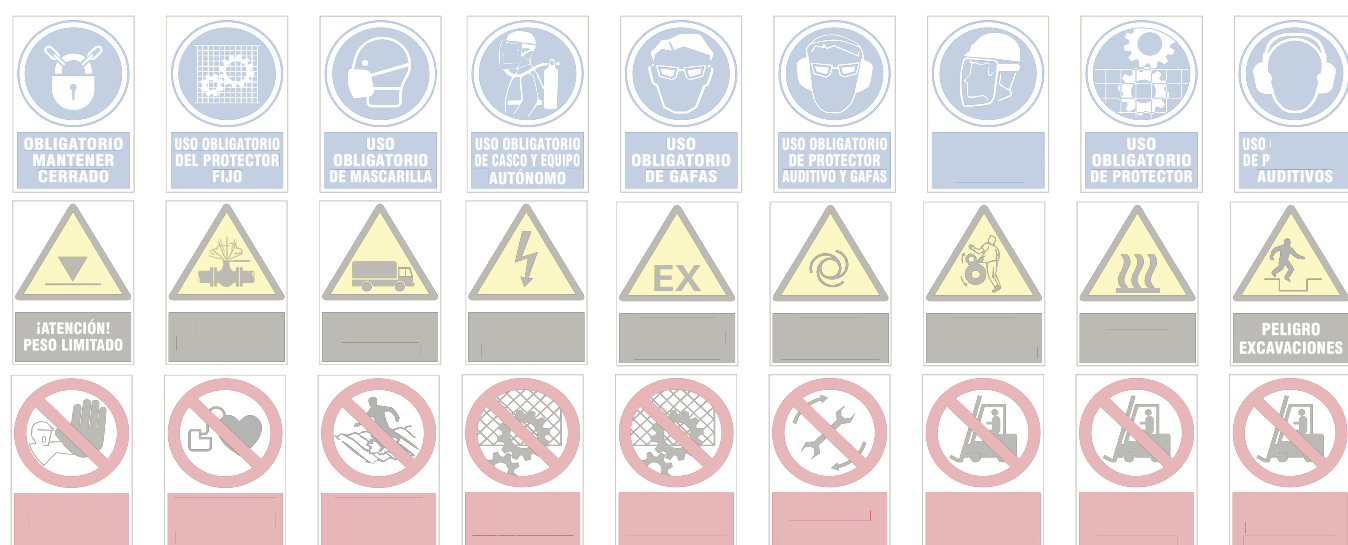 OBLIGATORIO
MANTENER
CERRADO
USO OBLIGATORIO
DEL PROTECTOR
FIJO
USO
OBLIGATORIO
DE MASCARILLA
USO OBLIGATORIO
DE CASCO Y EQUIPO
AUTÓNOMO
USO
OBLIGATORIO
DE GAFAS
USO OBLIGATORIO
DE PROTECTOR
AUDITIVO Y GAFAS
USO
OBLIGATORIO
DE PROTECTOR
USO
DE P
AUDITIVOS
¡ATENCIÓN!
PESO LIMITADO
EX
PELIGRO
EXCAVACIONES